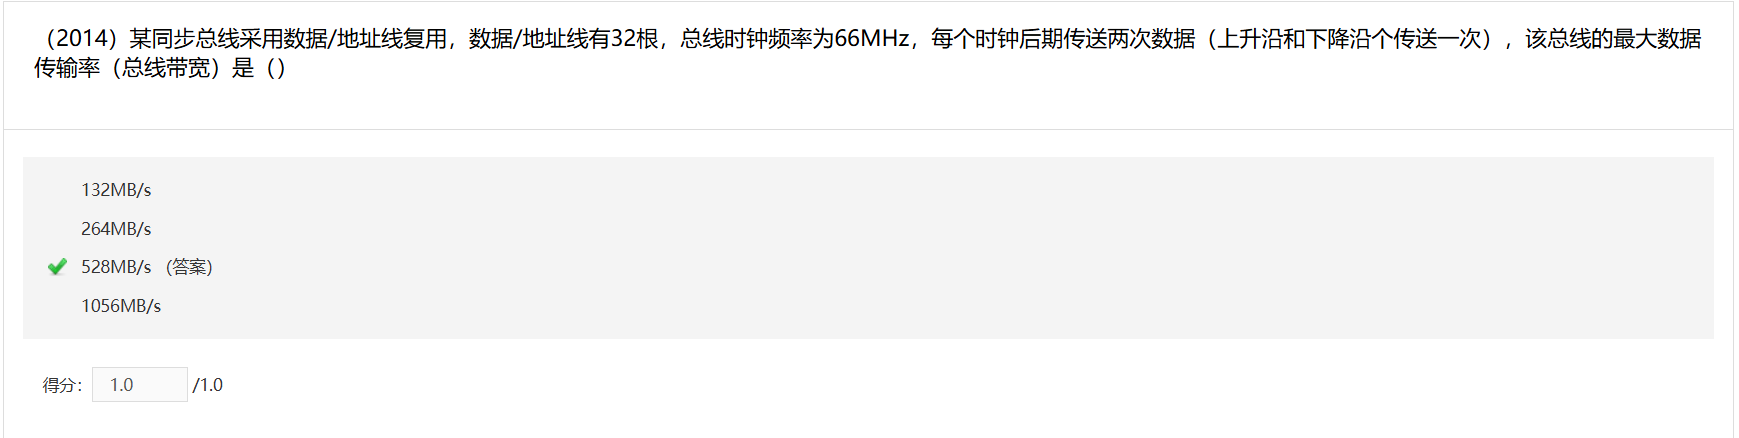 （2014）某同步总线采用数据/地址线复用，数据/地址线有32根，总线时钟频率为66MHz，每个时钟后期传送两次数据（上升沿和下降沿个传送一次），该总线的最大数据
传输率（总线带宽）是（）
132MB/s
264MB/s
528MB/s （答案）
1056MB/s
得分： 1.0 /1.0